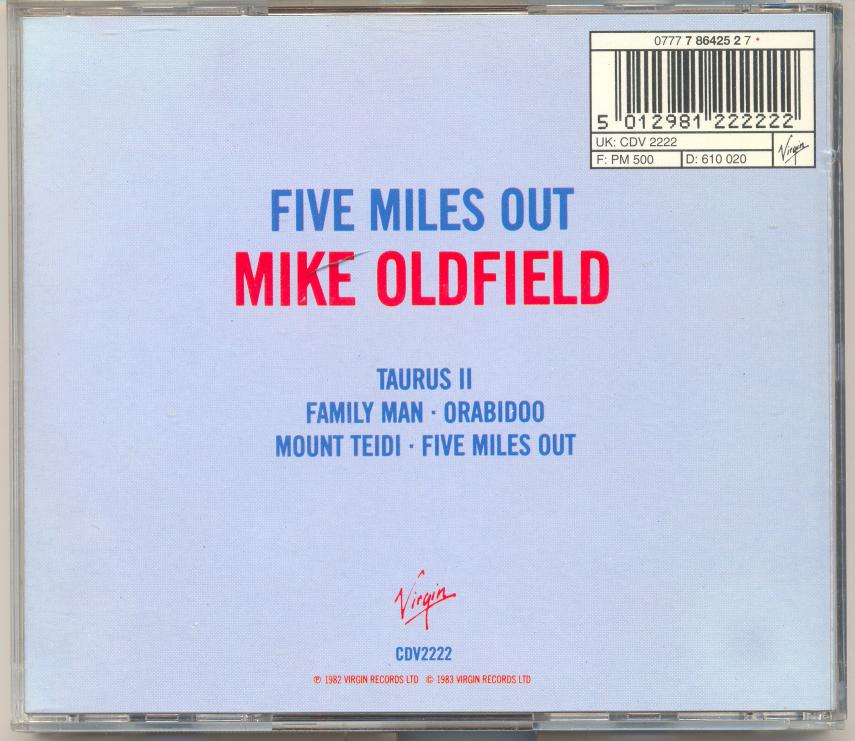 0777 7 86425 2 7 *
5 012981 222222
UK: CDV 2222
F: PM 500 D: 610 020
Virgin
FIVE MILES OUT
MIKE OLDFIELD
TAURUS II
FAMILY MAN · ORABIDOO
MOUNT TEIDI · FIVE MILES OUT
Virgin
CDV2222
℗ 1982 VIRGIN RECORDS LTD © 1983 VIRGIN RECORDS LTD